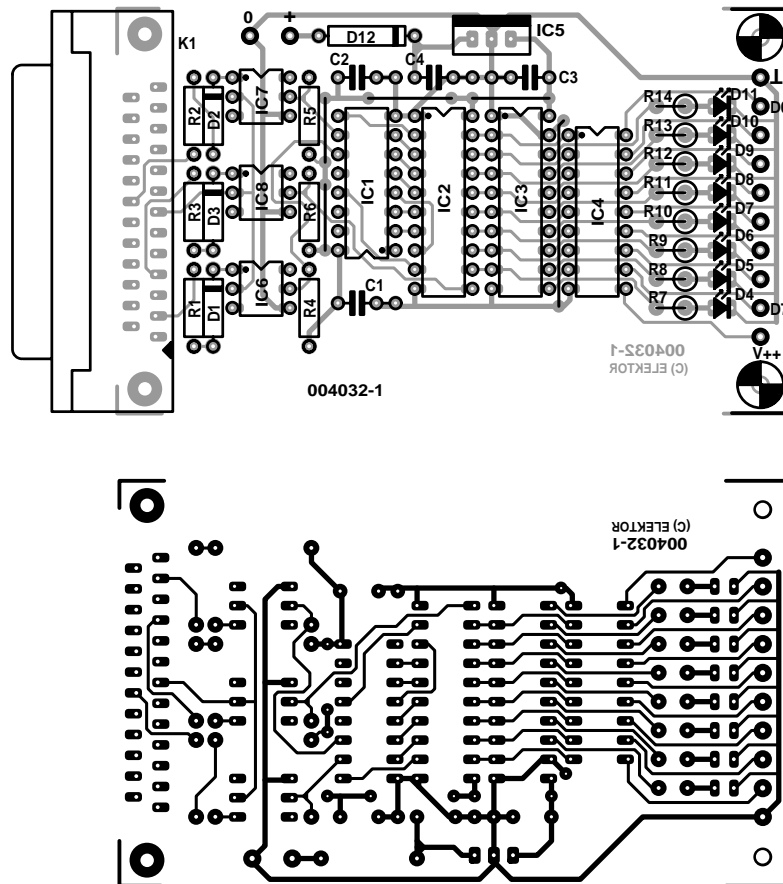 0 +
K1
D12
IC5
C2
C4
C3
T
R2
D2
IC7
R5
R14
D11
R13
D10
R12
D9
R3
D3
IC8
R6
IC1
IC2
IC3
IC4
R11
D8
R10
D7
R9
D6
R8
D5
R1
D1
IC6
R4
C1
R7
D4
D7
V++
004032-1
004032-1
(C) ELEKTOR
(C) ELEKTOR
004032-1